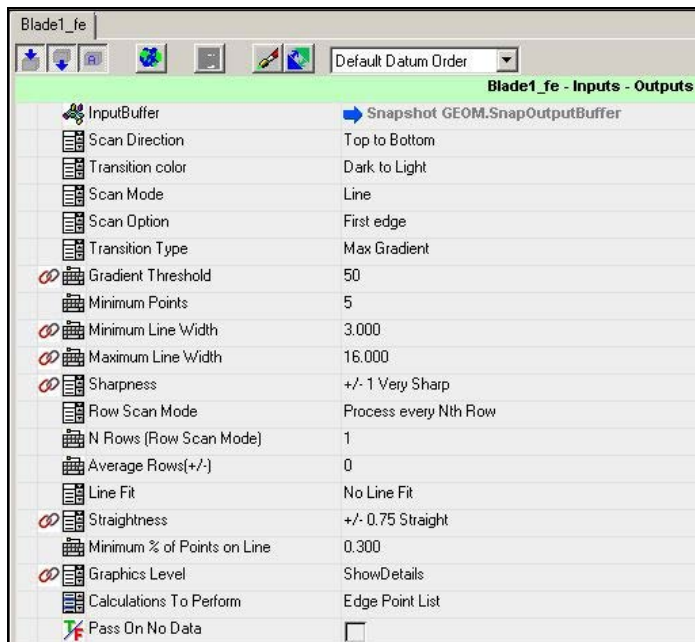 Blade1_fe
A Default Datum Order
Blade1_fe - Inputs - Outputs
InputBuffer Snapshot GEOM.SnapOutputBuffer
Scan Direction Top to Bottom
Transition color Dark to Light
Scan Mode Line
Scan Option First edge
Transition Type Max Gradient
Gradient Threshold 50
Minimum Points 5
Minimum Line Width 3.000
Maximum Line Width 16.000
Sharpness +/- 1 Very Sharp
Row Scan Mode Process every Nth Row
N Rows (Row Scan Mode) 1
Average Rows(+/-) 0
Line Fit No Line Fit
Straightness +/- 0.75 Straight
Minimum % of Points on Line 0.300
Graphics Level ShowDetails
Calculations To Perform Edge Point List
T/F Pass On No Data